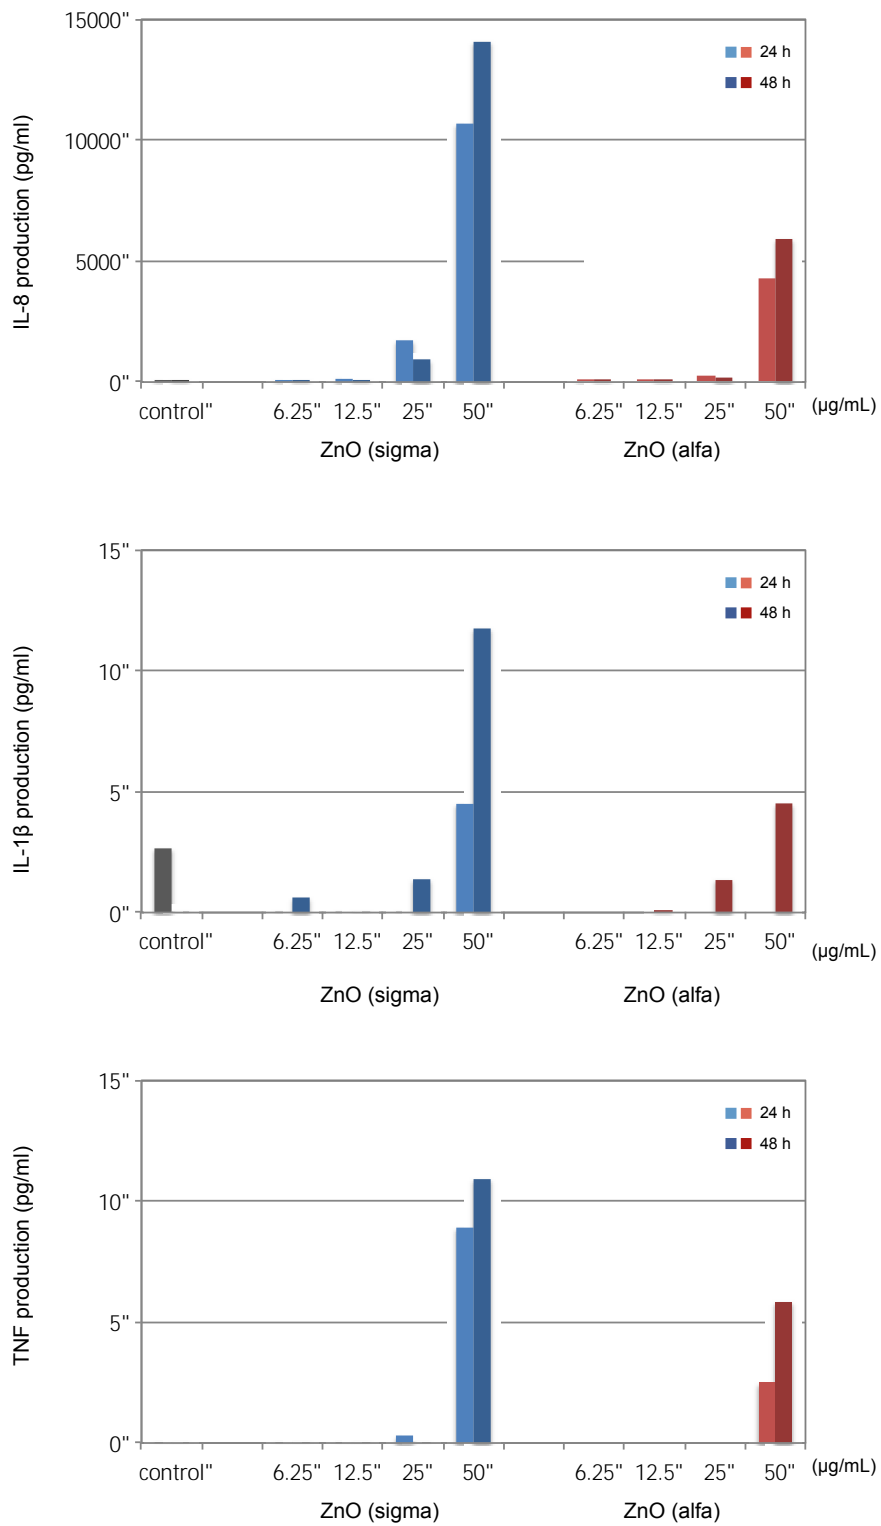 IL-8 production (pg/ml)
15000"
10000"
5000"
0"
24 h
48 h
control" 6.25" 12.5" 25" 50" 6.25" 12.5" 25" 50" (µg/mL)
ZnO (sigma) ZnO (alfa)
IL-1β production (pg/ml)
15"
10"
5"
0"
24 h
48 h
control" 6.25" 12.5" 25" 50" 6.25" 12.5" 25" 50" (µg/mL)
ZnO (sigma) ZnO (alfa)
TNF production (pg/ml)
15"
10"
5"
0"
24 h
48 h
control" 6.25" 12.5" 25" 50" 6.25" 12.5" 25" 50" (µg/mL)
ZnO (sigma) ZnO (alfa)